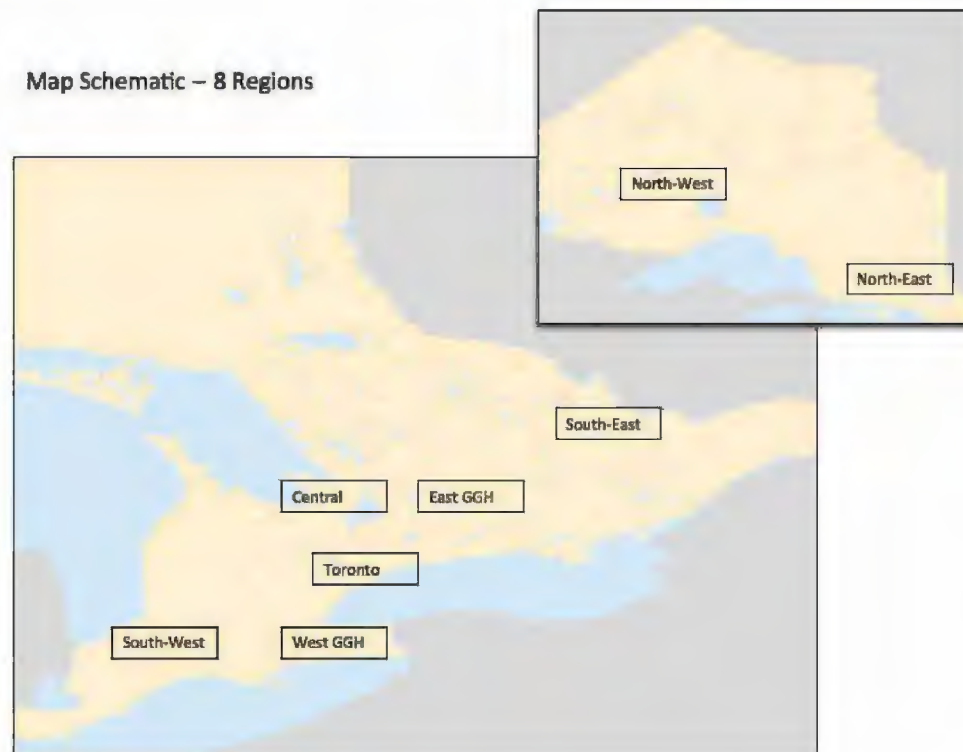 Map Schematic – 8 Regions
North-West
North-East
South-East
Central
East GGH
Toronto
South-West
West GGH